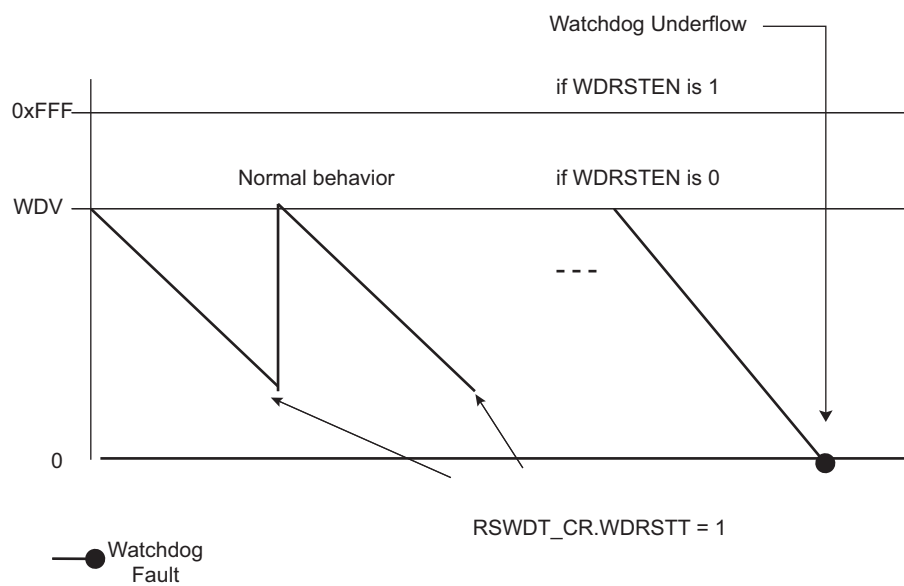 Watchdog Underflow
if WDRSTEN is 1
0xFFF
Normal behavior
if WDRSTEN is 0
WDV
0
RSWDT_CR.WDRSTT = 1
Watchdog
Fault